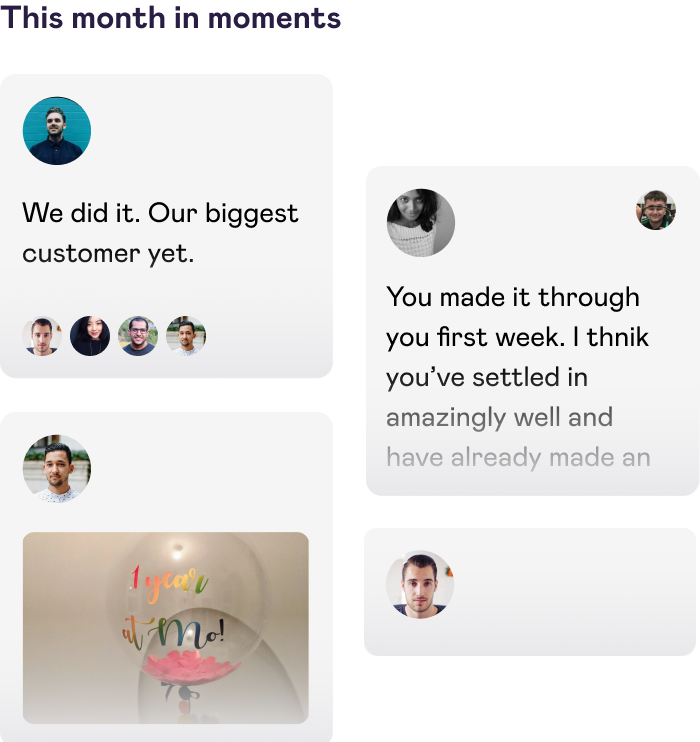 This month in moments
We did it. Our biggest
customer yet.
You made it through
you first week. I thnik
you’ve settled in
amazingly well and
have already made an
1 year
at Mo!